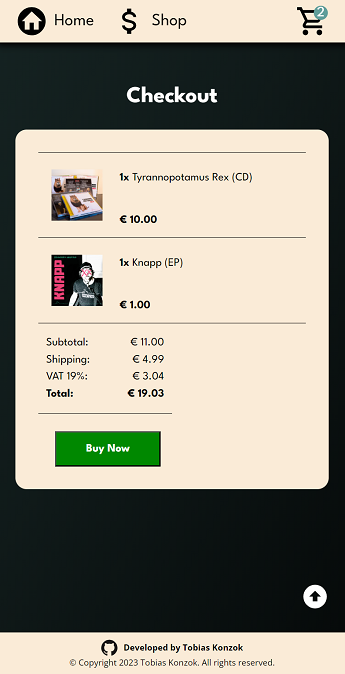 Home
Shop
2
Checkout
1x Tyrannopotamus Rex (CD)
€ 10.00
KNAPP
1x Knapp (EP)
€ 1.00
Subtotal: € 11.00
Shipping: € 4.99
VAT 19%: € 3.04
Total: € 19.03
Buy Now
Developed by Tobias Konzok
© Copyright 2023 Tobias Konzok. All rights reserved.